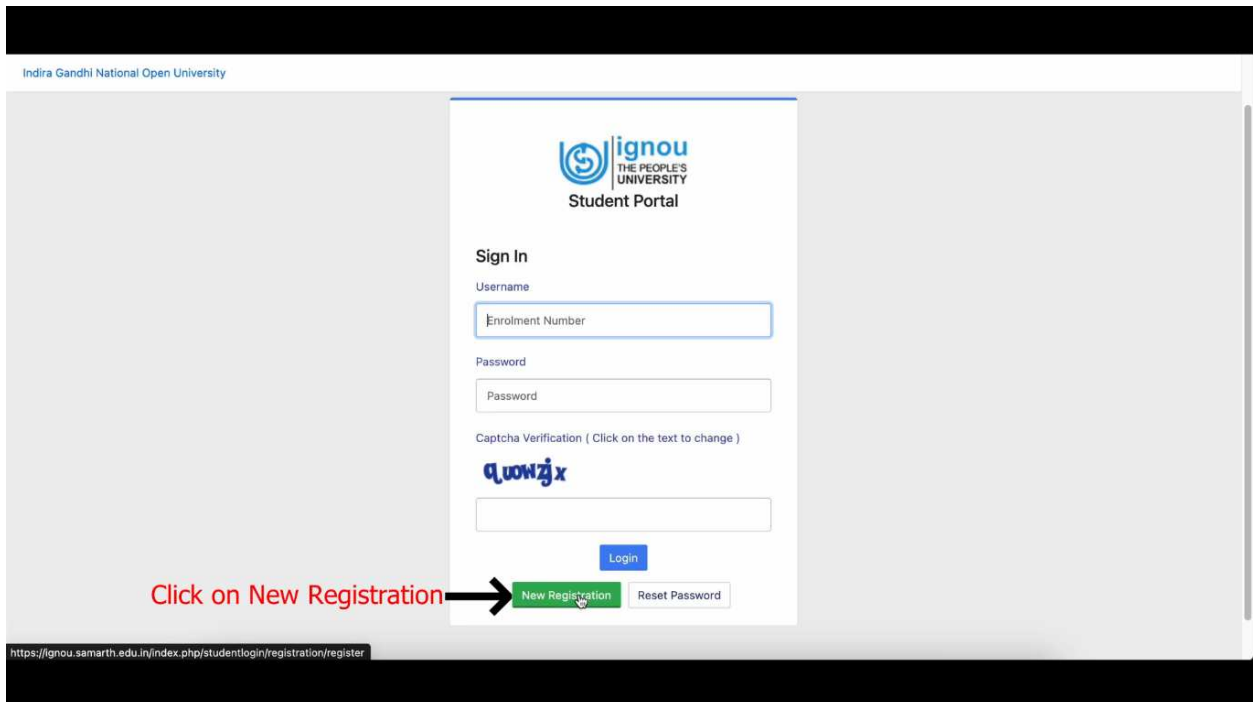 Indira Gandhi National Open University
ignou
THE PEOPLE'S
UNIVERSITY
Student Portal
Sign In
Username
Enrolment Number
Password
Password
Captcha Verification ( Click on the text to change )
quowzjx
Login
Click on New Registration
New Registration Reset Password
https://ignou.samarth.edu.in/index.php/studentlogin/registration/register